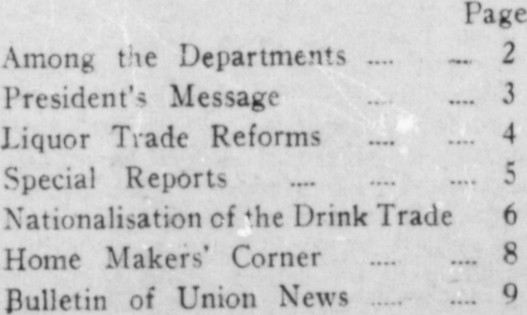 Page
Among the Departments .... .... 2
President's Message .... .... 3
Liquor Trade Reforms .... .... 4
Special Reports .... .... .... 5
Nationalisation of the Drink Trade 6
Home Makers' Corner .... .... 8
Bulletin of Union News .... .... 9